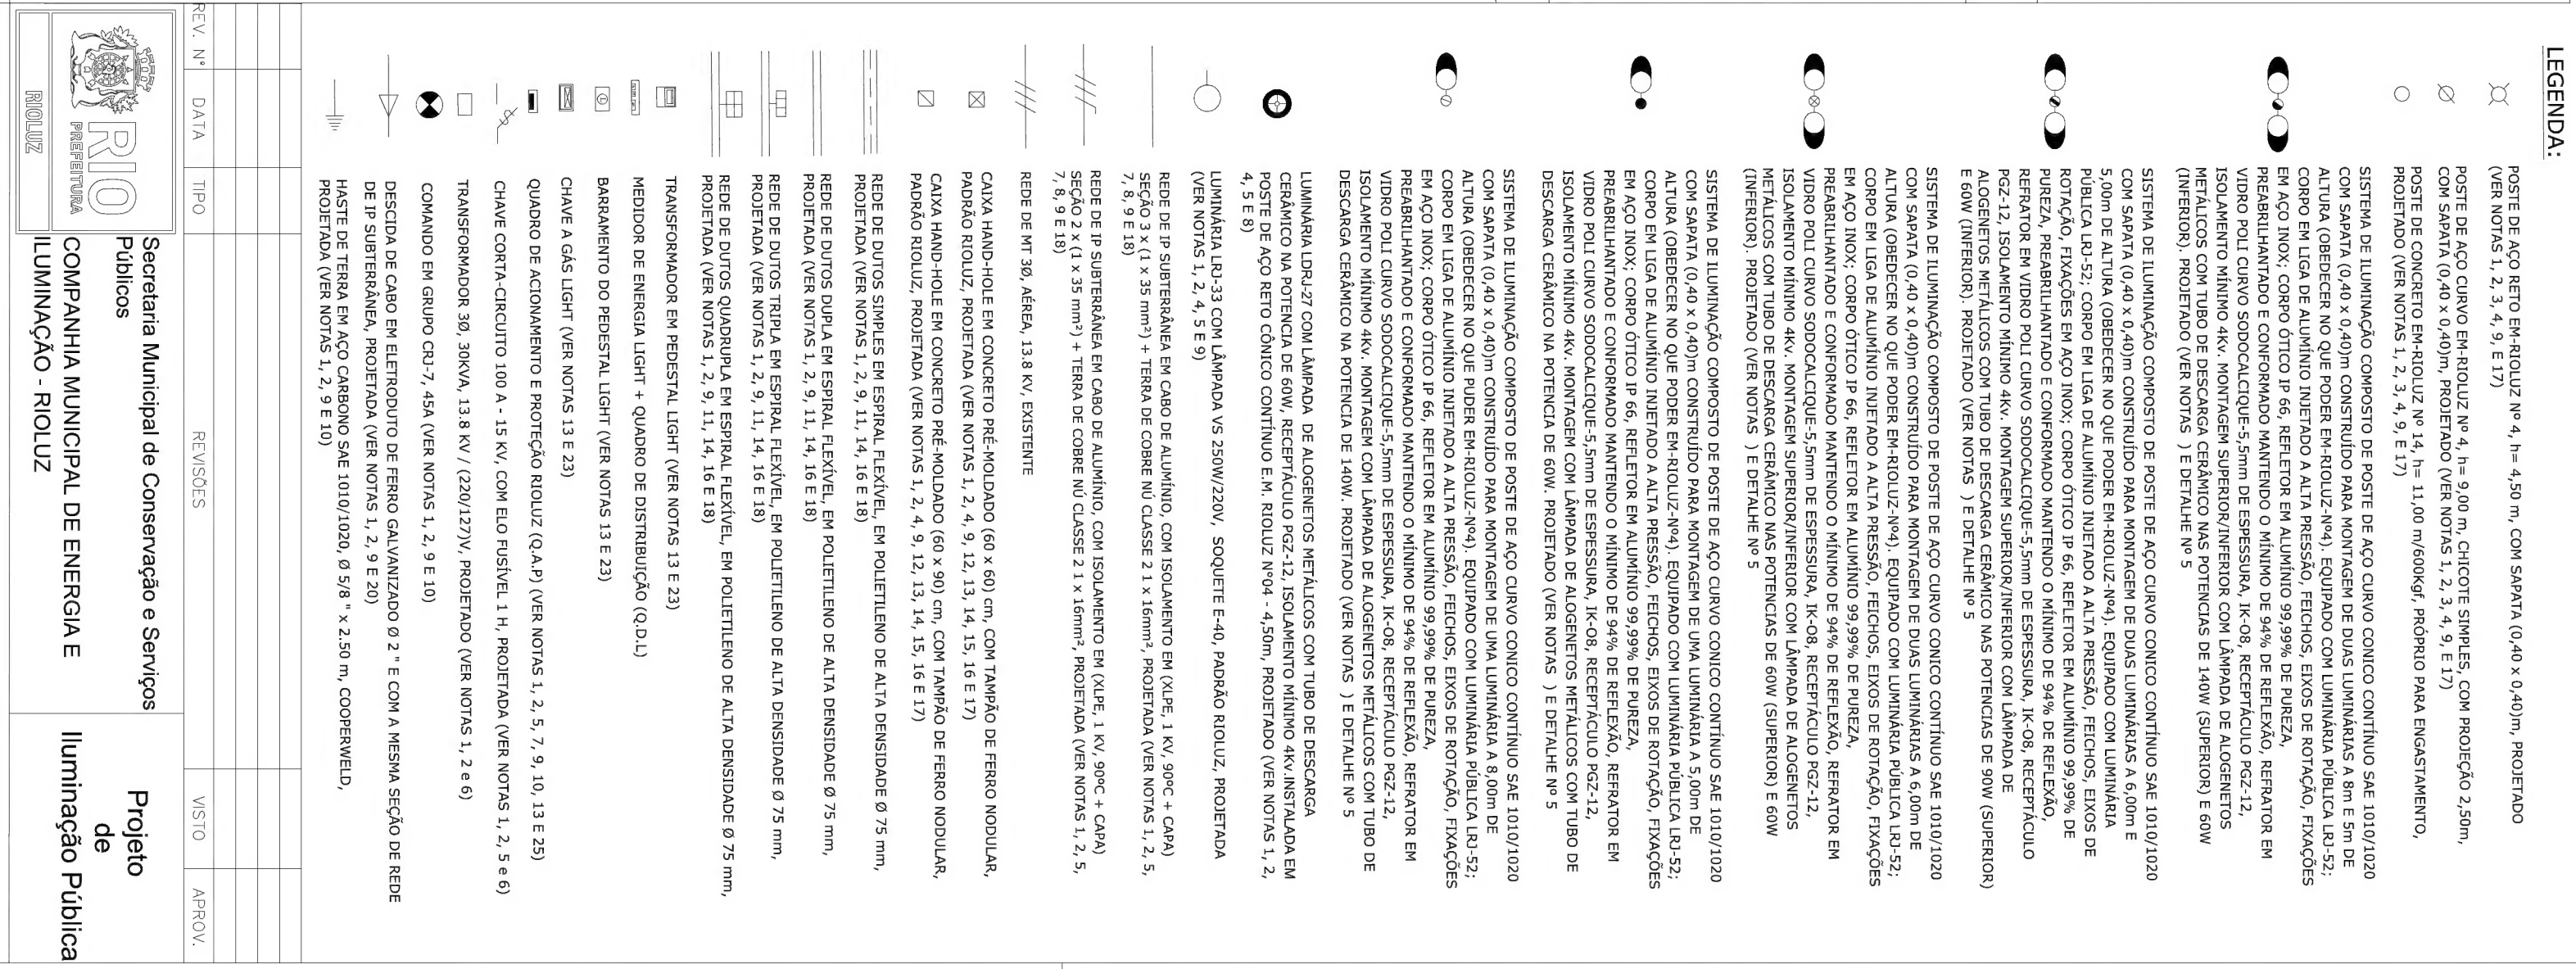 LEGENDA:
POSTE DE AÇO RETO EM-RIOLUZ Nº 4, h= 4,50 m, COM SAPATA (0,40 x 0,40)m, PROJETADO
(VER NOTAS 1, 2, 3, 4, 9, E 17)
POSTE DE AÇO CURVO EM-RIOLUZ Nº 4, h= 9,00 m, CHICOTE SIMPLES, COM PROJEÇÃO 2,50m,
COM SAPATA (0,40 x 0,40)m, PROJETADO (VER NOTAS 1, 2, 3, 4, 9, E 17)
POSTE DE CONCRETO EM-RIOLUZ Nº 14, h= 11,00 m/600Kgf, PRÓPRIO PARA ENGASTAMENTO,
PROJETADO (VER NOTAS 1, 2, 3, 4, 9, E 17)
SISTEMA DE ILUMINAÇÃO COMPOSTO DE POSTE DE AÇO CURVO CONICO CONTÍNUO SAE 1010/1020
COM SAPATA (0,40 x 0,40)m CONSTRUÍDO PARA MONTAGEM DE DUAS LUMINÁRIAS A 8m E 5m DE
ALTURA (OBEDECER NO QUE PODER EM-RIOLUZ-Nº4). EQUIPADO COM LUMINÁRIA PÚBLICA LRJ-52;
CORPO EM LIGA DE ALUMÍNIO INJETADO A ALTA PRESSÃO, FEICHOS, EIXOS DE ROTAÇÃO, FIXAÇÕES
EM AÇO INOX; CORPO ÓTICO IP 66, REFLETOR EM ALUMÍNIO 99,99% DE PUREZA,
PREABRILHANTADO E CONFORMADO MANTENDO O MÍNIMO DE 94% DE REFLEXÃO, REFRATOR EM
VIDRO POLI CURVO SODOCALCIQUE-5,5mm DE ESPESSURA, IK-08, RECEPTÁCULO PGZ-12,
ISOLAMENTO MÍNIMO 4Kv. MONTAGEM SUPERIOR/INFERIOR COM LÂMPADA DE ALOGENETOS
METÁLICOS COM TUBO DE DESCARGA CERÂMICO NAS POTENCIAS DE 140W (SUPERIOR) E 60W
(INFERIOR). PROJETADO (VER NOTAS ) E DETALHE Nº 5
SISTEMA DE ILUMINAÇÃO COMPOSTO DE POSTE DE AÇO CURVO CONICO CONTÍNUO SAE 1010/1020
COM SAPATA (0,40 x 0,40)m CONSTRUÍDO PARA MONTAGEM DE DUAS LUMINÁRIAS A 6,00m E
5,00m DE ALTURA (OBEDECER NO QUE PODER EM-RIOLUZ-Nº4). EQUIPADO COM LUMINÁRIA
PÚBLICA LRJ-52; CORPO EM LIGA DE ALUMÍNIO INJETADO A ALTA PRESSÃO, FEICHOS, EIXOS DE
ROTAÇÃO, FIXAÇÕES EM AÇO INOX; CORPO ÓTICO IP 66, REFLETOR EM ALUMÍNIO 99,99% DE
PUREZA, PREABRILHANTADO E CONFORMADO MANTENDO O MÍNIMO DE 94% DE REFLEXÃO,
REFRATOR EM VIDRO POLI CURVO SODOCALCIQUE-5,5mm DE ESPESSURA, IK-08, RECEPTÁCULO
PGZ-12, ISOLAMENTO MÍNIMO 4Kv. MONTAGEM SUPERIOR/INFERIOR COM LÂMPADA DE
ALOGENETOS METÁLICOS COM TUBO DE DESCARGA CERÂMICO NAS POTENCIAS DE 90W (SUPERIOR)
E 60W (INFERIOR). PROJETADO (VER NOTAS ) E DETALHE Nº 5
SISTEMA DE ILUMINAÇÃO COMPOSTO DE POSTE DE AÇO CURVO CONICO CONTÍNUO SAE 1010/1020
COM SAPATA (0,40 x 0,40)m CONSTRUÍDO PARA MONTAGEM DE DUAS LUMINÁRIAS A 6,00m DE
ALTURA (OBEDECER NO QUE PODER EM-RIOLUZ-Nº4). EQUIPADO COM LUMINÁRIA PÚBLICA LRJ-52;
CORPO EM LIGA DE ALUMÍNIO INJETADO A ALTA PRESSÃO, FEICHOS, EIXOS DE ROTAÇÃO, FIXAÇÕES
EM AÇO INOX; CORPO ÓTICO IP 66, REFLETOR EM ALUMÍNIO 99,99% DE PUREZA,
PREABRILHANTADO E CONFORMADO MANTENDO O MÍNIMO DE 94% DE REFLEXÃO, REFRATOR EM
VIDRO POLI CURVO SODOCALCIQUE-5,5mm DE ESPESSURA, IK-08, RECEPTÁCULO PGZ-12,
ISOLAMENTO MÍNIMO 4Kv. MONTAGEM SUPERIOR/INFERIOR COM LÂMPADA DE ALOGENETOS
METÁLICOS COM TUBO DE DESCARGA CERÂMICO NAS POTENCIAS DE 60W (SUPERIOR) E 60W
(INFERIOR). PROJETADO (VER NOTAS ) E DETALHE Nº 5
SISTEMA DE ILUMINAÇÃO COMPOSTO DE POSTE DE AÇO CURVO CONICO CONTÍNUO SAE 1010/1020
COM SAPATA (0,40 x 0,40)m CONSTRUÍDO PARA MONTAGEM DE UMA LUMINÁRIA A 5,00m DE
ALTURA (OBEDECER NO QUE PODER EM-RIOLUZ-Nº4). EQUIPADO COM LUMINÁRIA PÚBLICA LRJ-52;
CORPO EM LIGA DE ALUMÍNIO INJETADO A ALTA PRESSÃO, FEICHOS, EIXOS DE ROTAÇÃO, FIXAÇÕES
EM AÇO INOX; CORPO ÓTICO IP 66, REFLETOR EM ALUMÍNIO 99,99% DE PUREZA,
PREABRILHANTADO E CONFORMADO MANTENDO O MÍNIMO DE 94% DE REFLEXÃO, REFRATOR EM
VIDRO POLI CURVO SODOCALCIQUE-5,5mm DE ESPESSURA, IK-08, RECEPTÁCULO PGZ-12,
ISOLAMENTO MÍNIMO 4Kv. MONTAGEM COM LÂMPADA DE ALOGENETOS METÁLICOS COM TUBO DE
DESCARGA CERÂMICO NA POTENCIA DE 60W. PROJETADO (VER NOTAS ) E DETALHE Nº 5
SISTEMA DE ILUMINAÇÃO COMPOSTO DE POSTE DE AÇO CURVO CONICO CONTÍNUO SAE 1010/1020
COM SAPATA (0,40 x 0,40)m CONSTRUÍDO PARA MONTAGEM DE UMA LUMINÁRIA A 8,00m DE
ALTURA (OBEDECER NO QUE PUDER EM-RIOLUZ-Nº4). EQUIPADO COM LUMINÁRIA PÚBLICA LRJ-52;
CORPO EM LIGA DE ALUMÍNIO INJETADO A ALTA PRESSÃO, FEICHOS, EIXOS DE ROTAÇÃO, FIXAÇÕES
EM AÇO INOX; CORPO ÓTICO IP 66, REFLETOR EM ALUMÍNIO 99,99% DE PUREZA,
PREABRILHANTADO E CONFORMADO MANTENDO O MÍNIMO DE 94% DE REFLEXÃO, REFRATOR EM
VIDRO POLI CURVO SODOCALCIQUE-5,5mm DE ESPESSURA, IK-08, RECEPTÁCULO PGZ-12,
ISOLAMENTO MÍNIMO 4Kv. MONTAGEM COM LÂMPADA DE ALOGENETOS METÁLICOS COM TUBO DE
DESCARGA CERÂMICO NA POTENCIA DE 140W. PROJETADO (VER NOTAS ) E DETALHE Nº 5
LUMINÁRIA LDRJ-27 COM LÂMPADA DE ALOGENETOS METÁLICOS COM TUBO DE DESCARGA
CERÂMICO NA POTENCIA DE 60W, RECEPTÁCULO PGZ-12, ISOLAMENTO MÍNIMO 4Kv.INSTALADA EM
POSTE DE AÇO RETO CÔNICO CONTÍNUO E.M. RIOLUZ N°04 - 4,50m, PROJETADO (VER NOTAS 1, 2,
4, 5 E 8)
LUMINÁRIA LRJ-33 COM LÂMPADA VS 250W/220V, SOQUETE E-40, PADRÃO RIOLUZ, PROJETADA
(VER NOTAS 1, 2, 4, 5 E 9)
REDE DE IP SUBTERRÂNEA EM CABO DE ALUMÍNIO, COM ISOLAMENTO EM (XLPE, 1 KV, 90ºC + CAPA)
SEÇÃO 3 x (1 x 35 mm²) + TERRA DE COBRE NÚ CLASSE 2 1 x 16mm², PROJETADA (VER NOTAS 1, 2, 5,
7, 8, 9 E 18)
REDE DE IP SUBTERRÂNEA EM CABO DE ALUMÍNIO, COM ISOLAMENTO EM (XLPE, 1 KV, 90ºC + CAPA)
SEÇÃO 2 x (1 x 35 mm²) + TERRA DE COBRE NÚ CLASSE 2 1 x 16mm², PROJETADA (VER NOTAS 1, 2, 5,
7, 8, 9 E 18)
REDE DE MT 3Ø, AÉREA, 13.8 KV, EXISTENTE
CAIXA HAND-HOLE EM CONCRETO PRÉ-MOLDADO (60 x 60) cm, COM TAMPÃO DE FERRO NODULAR,
PADRÃO RIOLUZ, PROJETADA (VER NOTAS 1, 2, 4, 9, 12, 13, 14, 15, 16 E 17)
CAIXA HAND-HOLE EM CONCRETO PRÉ-MOLDADO (60 x 90) cm, COM TAMPÃO DE FERRO NODULAR,
PADRÃO RIOLUZ, PROJETADA (VER NOTAS 1, 2, 4, 9, 12, 13, 14, 15, 16 E 17)
REDE DE DUTOS SIMPLES EM ESPIRAL FLEXÍVEL, EM POLIETILENO DE ALTA DENSIDADE Ø 75 mm,
PROJETADA (VER NOTAS 1, 2, 9, 11, 14, 16 E 18)
REDE DE DUTOS DUPLA EM ESPIRAL FLEXÍVEL, EM POLIETILENO DE ALTA DENSIDADE Ø 75 mm,
PROJETADA (VER NOTAS 1, 2, 9, 11, 14, 16 E 18)
REDE DE DUTOS TRIPLA EM ESPIRAL FLEXÍVEL, EM POLIETILENO DE ALTA DENSIDADE Ø 75 mm,
PROJETADA (VER NOTAS 1, 2, 9, 11, 14, 16 E 18)
REDE DE DUTOS QUADRUPLA EM ESPIRAL FLEXÍVEL, EM POLIETILENO DE ALTA DENSIDADE Ø 75 mm,
PROJETADA (VER NOTAS 1, 2, 9, 11, 14, 16 E 18)
TRANSFORMADOR EM PEDESTAL LIGHT (VER NOTAS 13 E 23)
MEDIDOR DE ENERGIA LIGHT + QUADRO DE DISTRIBUIÇÃO (Q.D.L)
BARRAMENTO DO PEDESTAL LIGHT (VER NOTAS 13 E 23)
CHAVE A GÁS LIGHT (VER NOTAS 13 E 23)
QUADRO DE ACIONAMENTO E PROTEÇÃO RIOLUZ (Q.A.P) (VER NOTAS 1, 2, 5, 7, 9, 10, 13 E 25)
CHAVE CORTA-CIRCUITO 100 A - 15 KV, COM ELO FUSÍVEL 1 H, PROJETADA (VER NOTAS 1, 2, 5 e 6)
TRANSFORMADOR 3Ø, 30KVA, 13.8 KV / (220/127)V, PROJETADO (VER NOTAS 1, 2 e 6)
COMANDO EM GRUPO CRJ-7, 45A (VER NOTAS 1, 2, 9 E 10)
DESCIDA DE CABO EM ELETRODUTO DE FERRO GALVANIZADO Ø 2 " E COM A MESMA SEÇÃO DE REDE
DE IP SUBTERRÂNEA, PROJETADA (VER NOTAS 1, 2, 9 E 20)
HASTE DE TERRA EM AÇO CARBONO SAE 1010/1020, Ø 5/8 " x 2.50 m, COOPERWELD,
PROJETADA (VER NOTAS 1, 2, 9 E 10)
REV. N° DATA TIPO REVISÕES VISTO APROV.
RIO
PREFEITURA
RIOLUZ
Secretaria Municipal de Conservação e Serviços
Públicos
COMPANHIA MUNICIPAL DE ENERGIA E
ILUMINAÇÃO - RIOLUZ
Projeto
de
Iluminação Pública